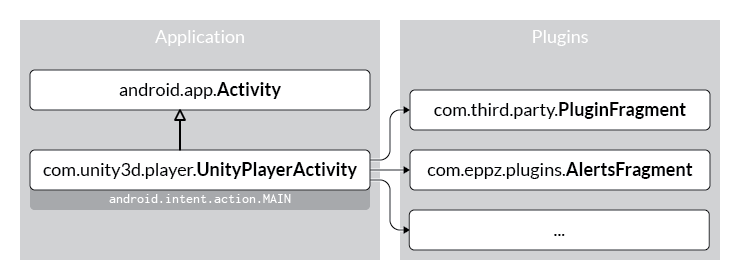 Application
android.app.Activity
com.unity3d.player.UnityPlayerActivity
android.intent.action.MAIN
Plugins
com.third.party.PluginFragment
com.eppz.plugins.AlertsFragment
...